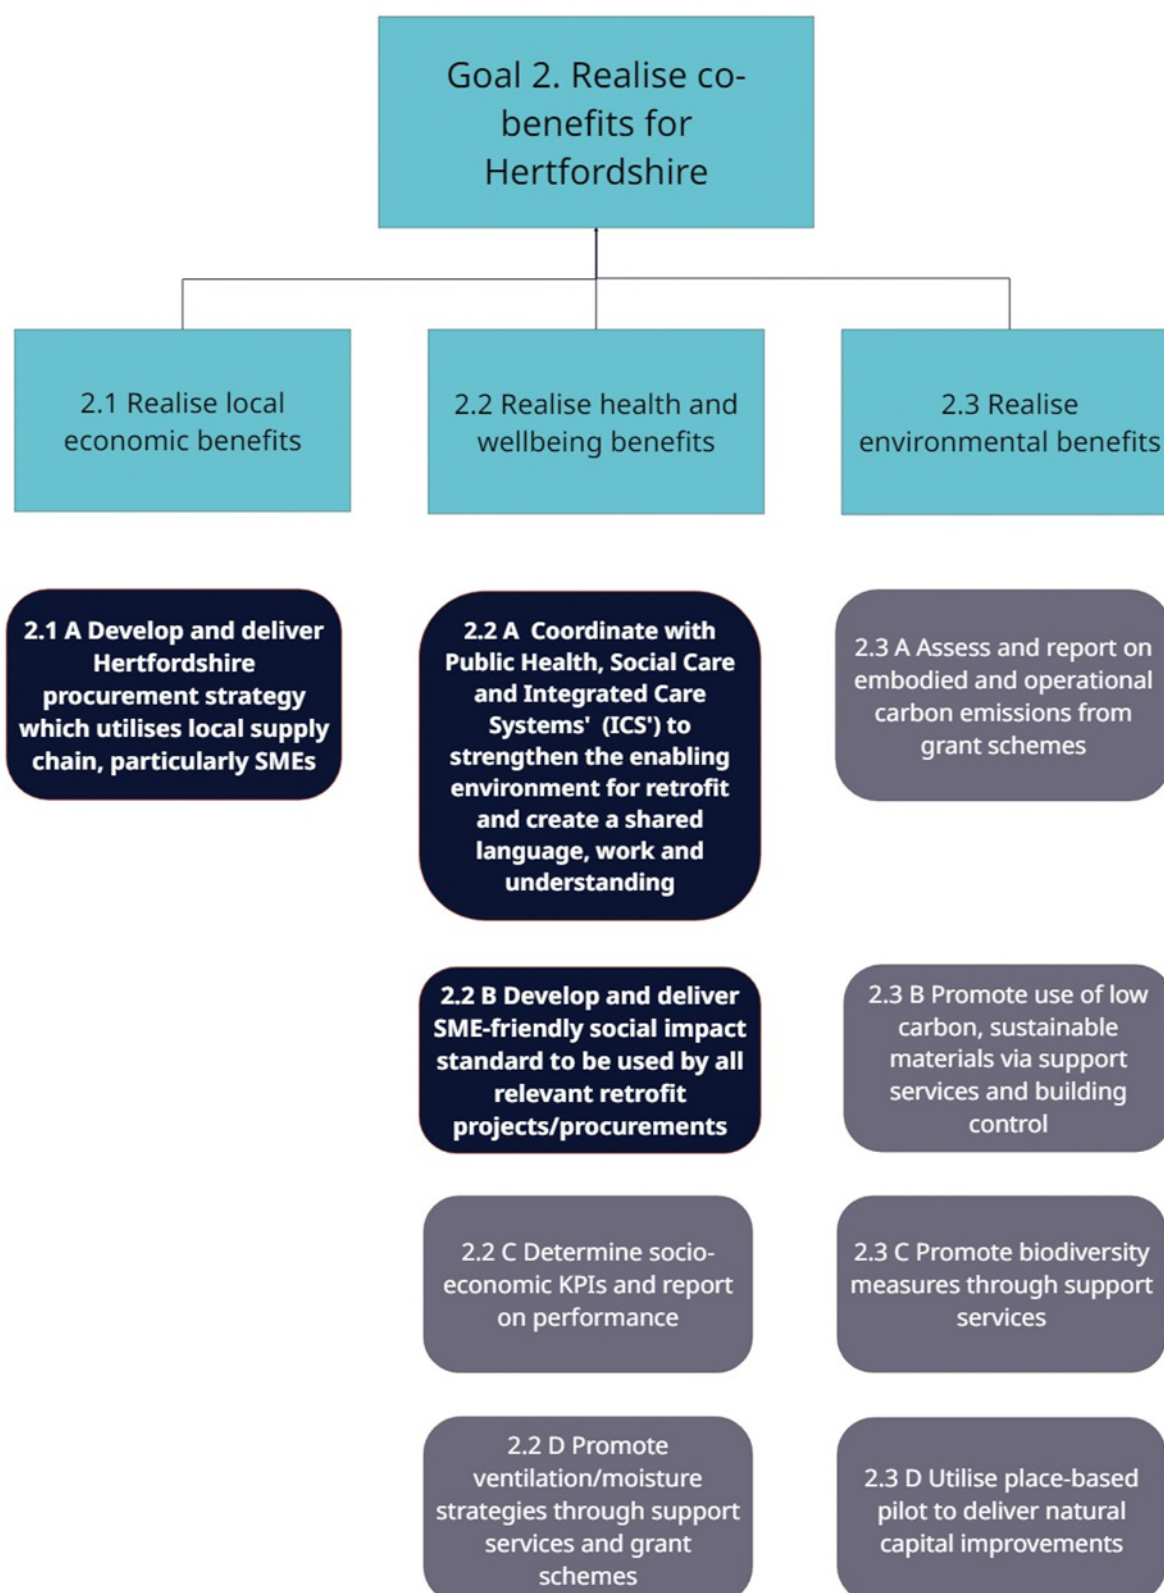 Goal 2. Realise co-
benefits for
Hertfordshire
2.1 Realise local
economic benefits
2.2 Realise health and
wellbeing benefits
2.3 Realise
environmental benefits
2.1 A Develop and deliver
Hertfordshire
procurement strategy
which utilises local supply
chain, particularly SMEs
2.2 A  Coordinate with
Public Health, Social Care
and Integrated Care
Systems'  (ICS') to
strengthen the enabling
environment for retrofit
and create a shared
language, work and
understanding
2.3 A Assess and report on
embodied and operational
carbon emissions from
grant schemes
2.2 B Develop and deliver
SME-friendly social impact
standard to be used by all
relevant retrofit
projects/procurements
2.3 B Promote use of low
carbon, sustainable
materials via support
services and building
control
2.2 C Determine socio-
economic KPIs and report
on performance
2.3 C Promote biodiversity
measures through support
services
2.2 D Promote
ventilation/moisture
strategies through support
services and grant
schemes
2.3 D Utilise place-based
pilot to deliver natural
capital improvements